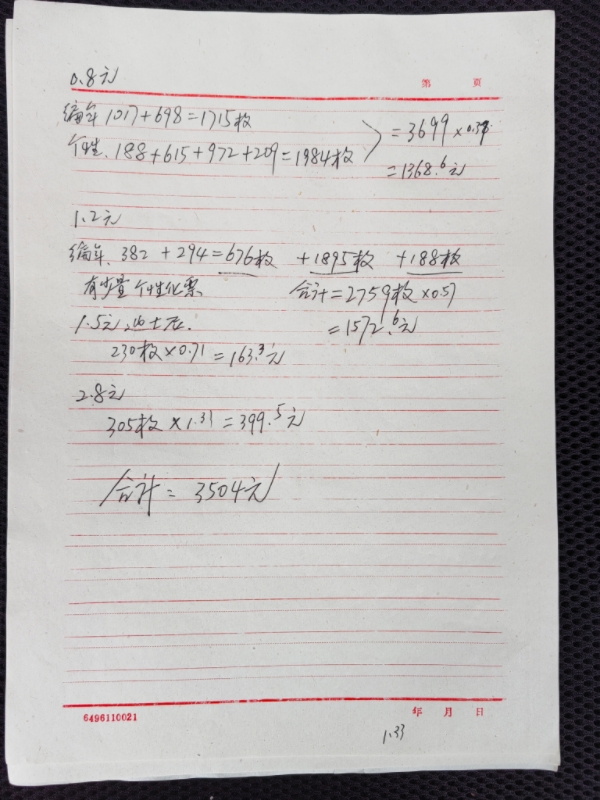 0.8元
第 页
编年 1017+698=1715枚
个性. 188+615+972+209=1984枚
=3699×0.37
=1368.6元
1.2元
编年. 382+294=676枚 +1895枚 +188枚
有少量个性化票 合计=2759枚×0.57
=1572.6元
1.5元
230枚×0.71=163.3元
2.8元
305枚×1.31=399.5元
合计=3504元
6496110021
年 月 日
1.33